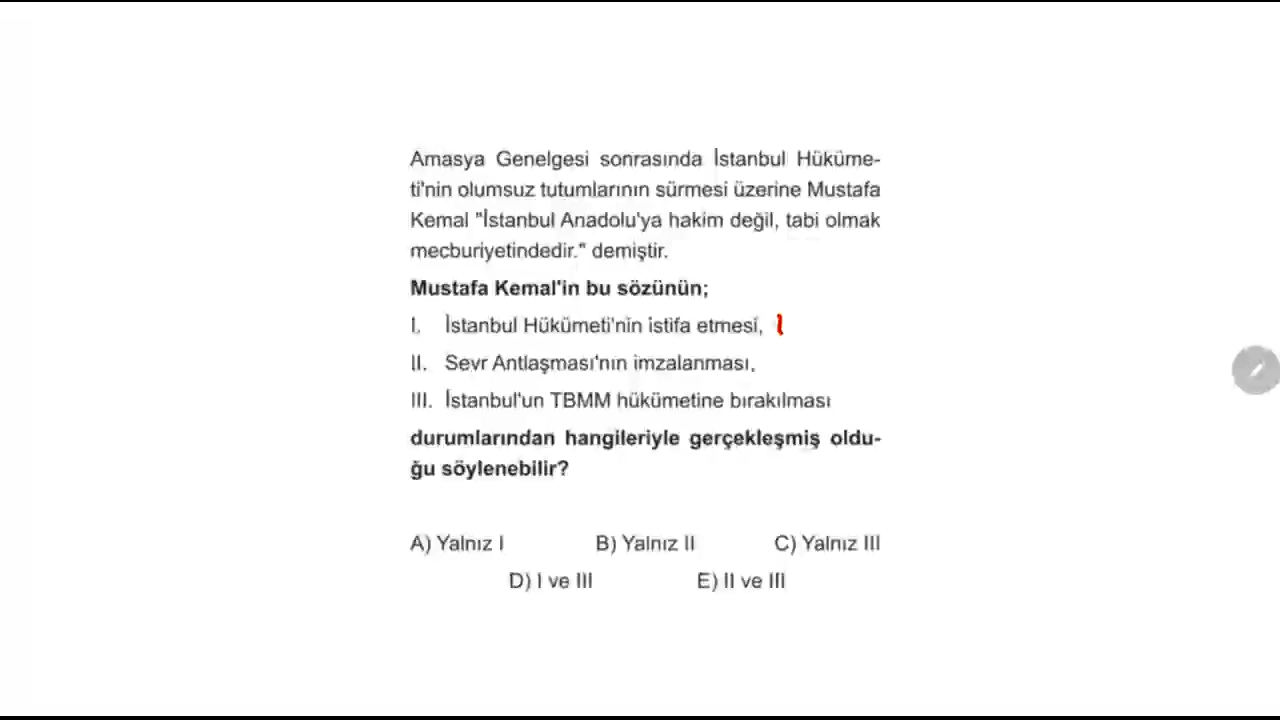 Amasya Genelgesi sonrasında İstanbul Hüküme-
ti'nin olumsuz tutumlarının sürmesi üzerine Mustafa
Kemal "İstanbul Anadolu'ya hakim değil, tabi olmak
mecburiyetindedir." demiştir.
Mustafa Kemal'in bu sözünün;
I. İstanbul Hükümeti'nin istifa etmesi,
II. Sevr Antlaşması'nın imzalanması,
III. İstanbul'un TBMM hükümetine bırakılması
durumlarından hangileriyle gerçekleşmiş oldu-
ğu söylenebilir?
A) Yalnız I B) Yalnız II C) Yalnız III
D) I ve III E) II ve III